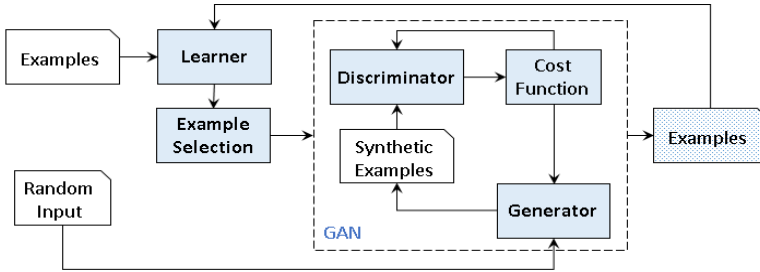 Examples
Learner
Example
Selection
Random
Input
Discriminator
Cost
Function
Synthetic
Examples
Generator
GAN
Examples